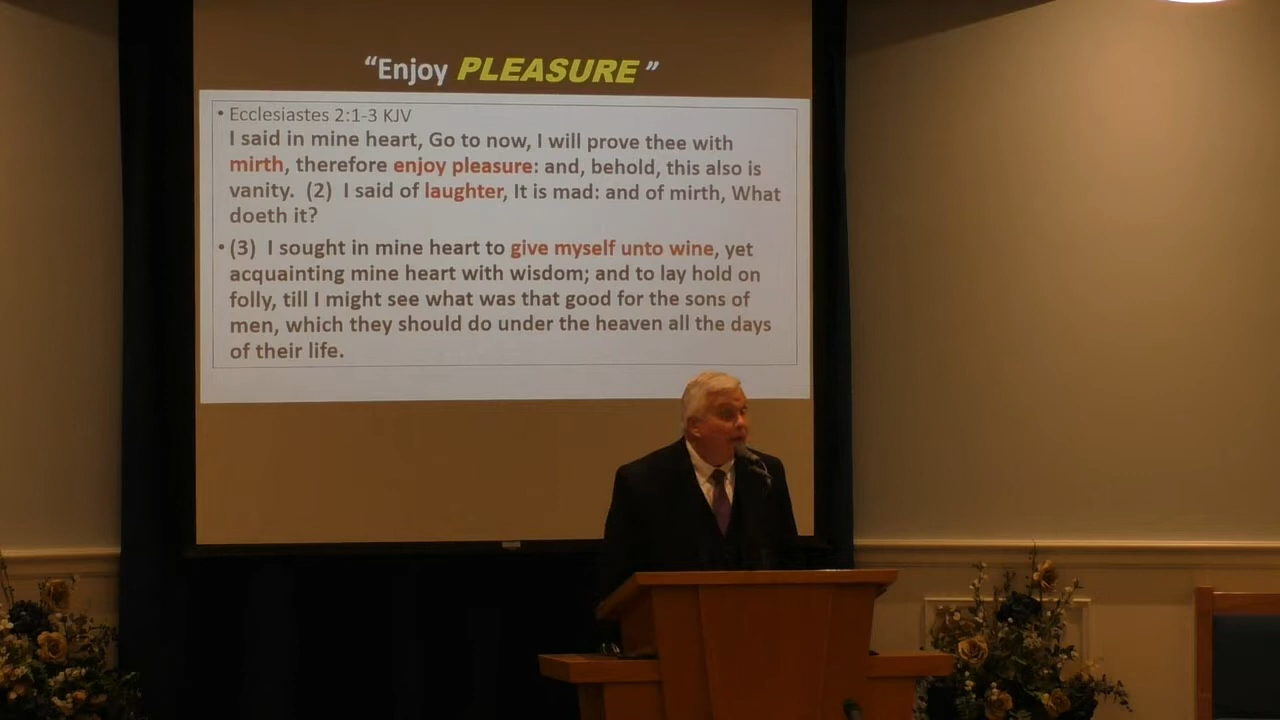 “Enjoy PLEASURE ”
• Ecclesiastes 2:1-3 KJV
I said in mine heart, Go to now, I will prove thee with
mirth, therefore enjoy pleasure: and, behold, this also is
vanity. (2) I said of laughter, It is mad: and of mirth, What
doeth it?
• (3) I sought in mine heart to give myself unto wine, yet
acquainting mine heart with wisdom; and to lay hold on
folly, till I might see what was that good for the sons of
men, which they should do under the heaven all the days
of their life.